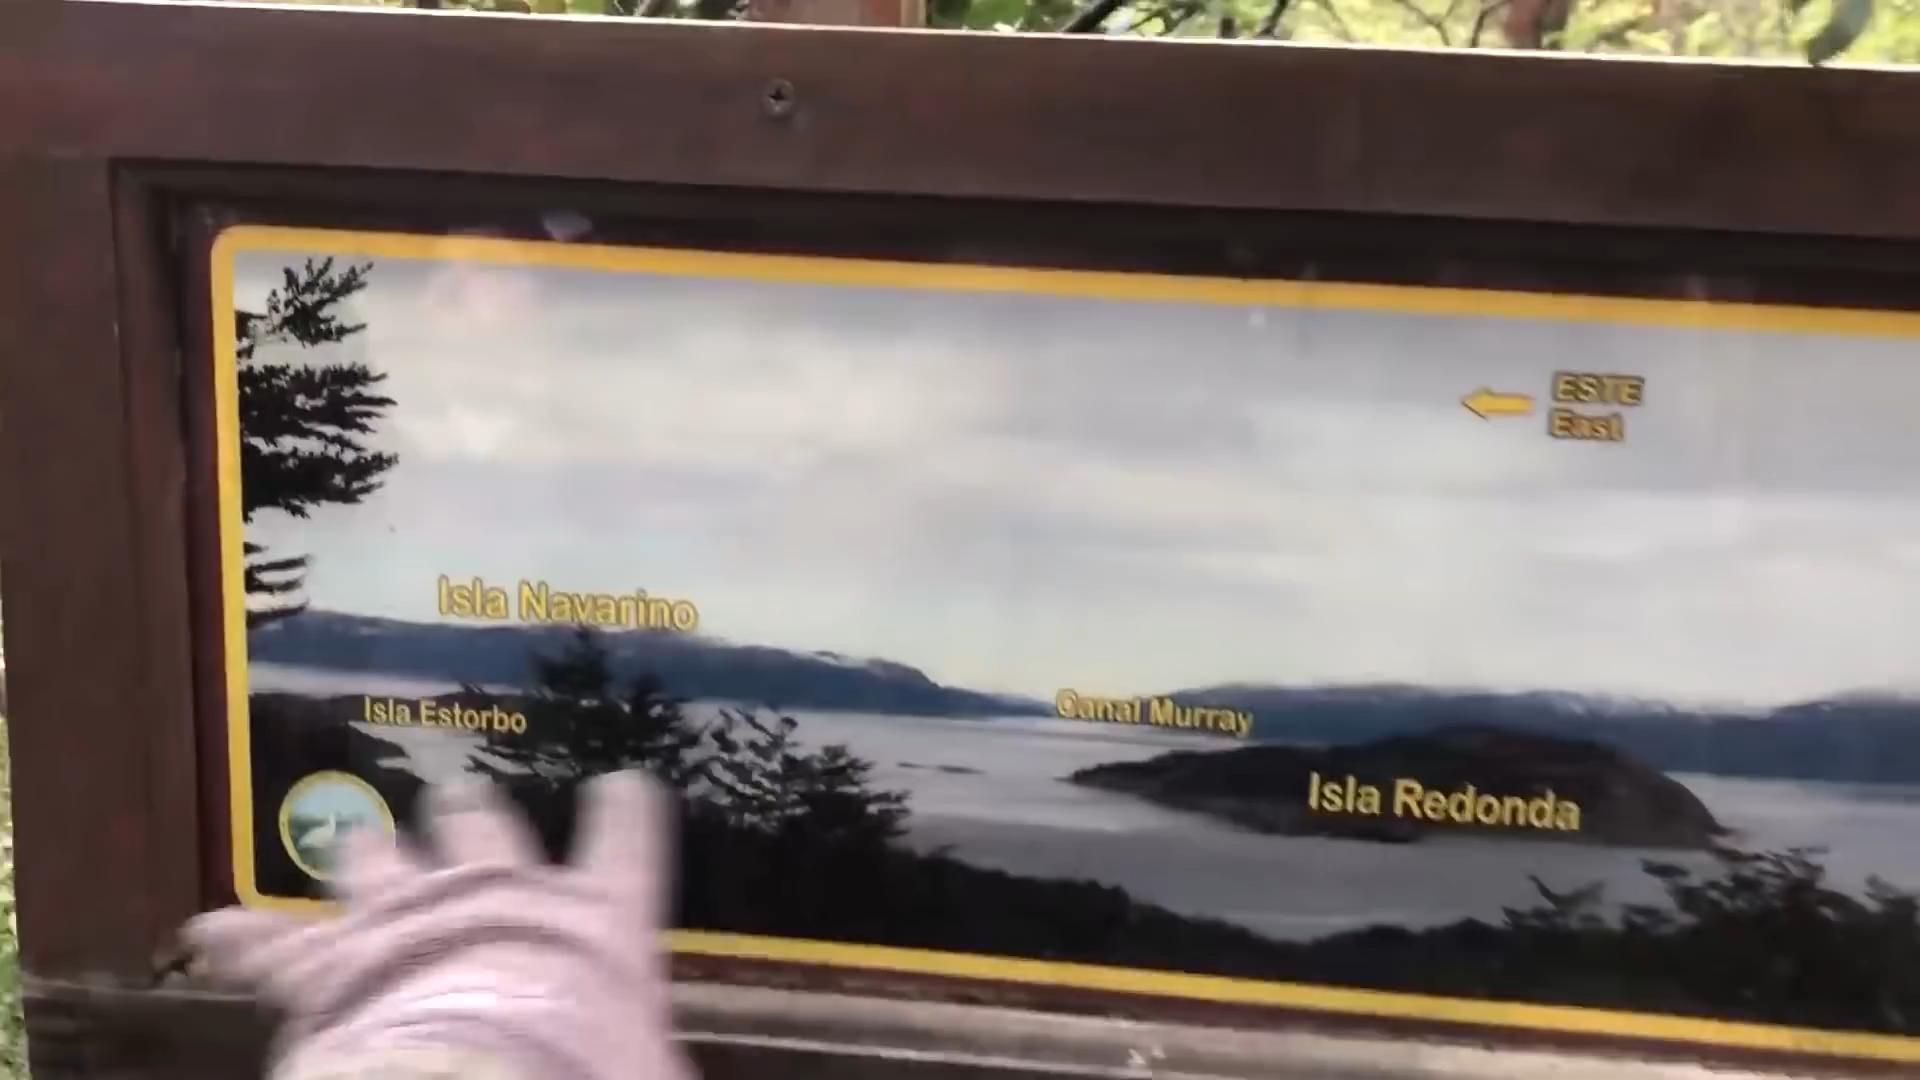 ESTE
East
Isla Navarino
Isla Estorbo
Canal Murray
Isla Redonda